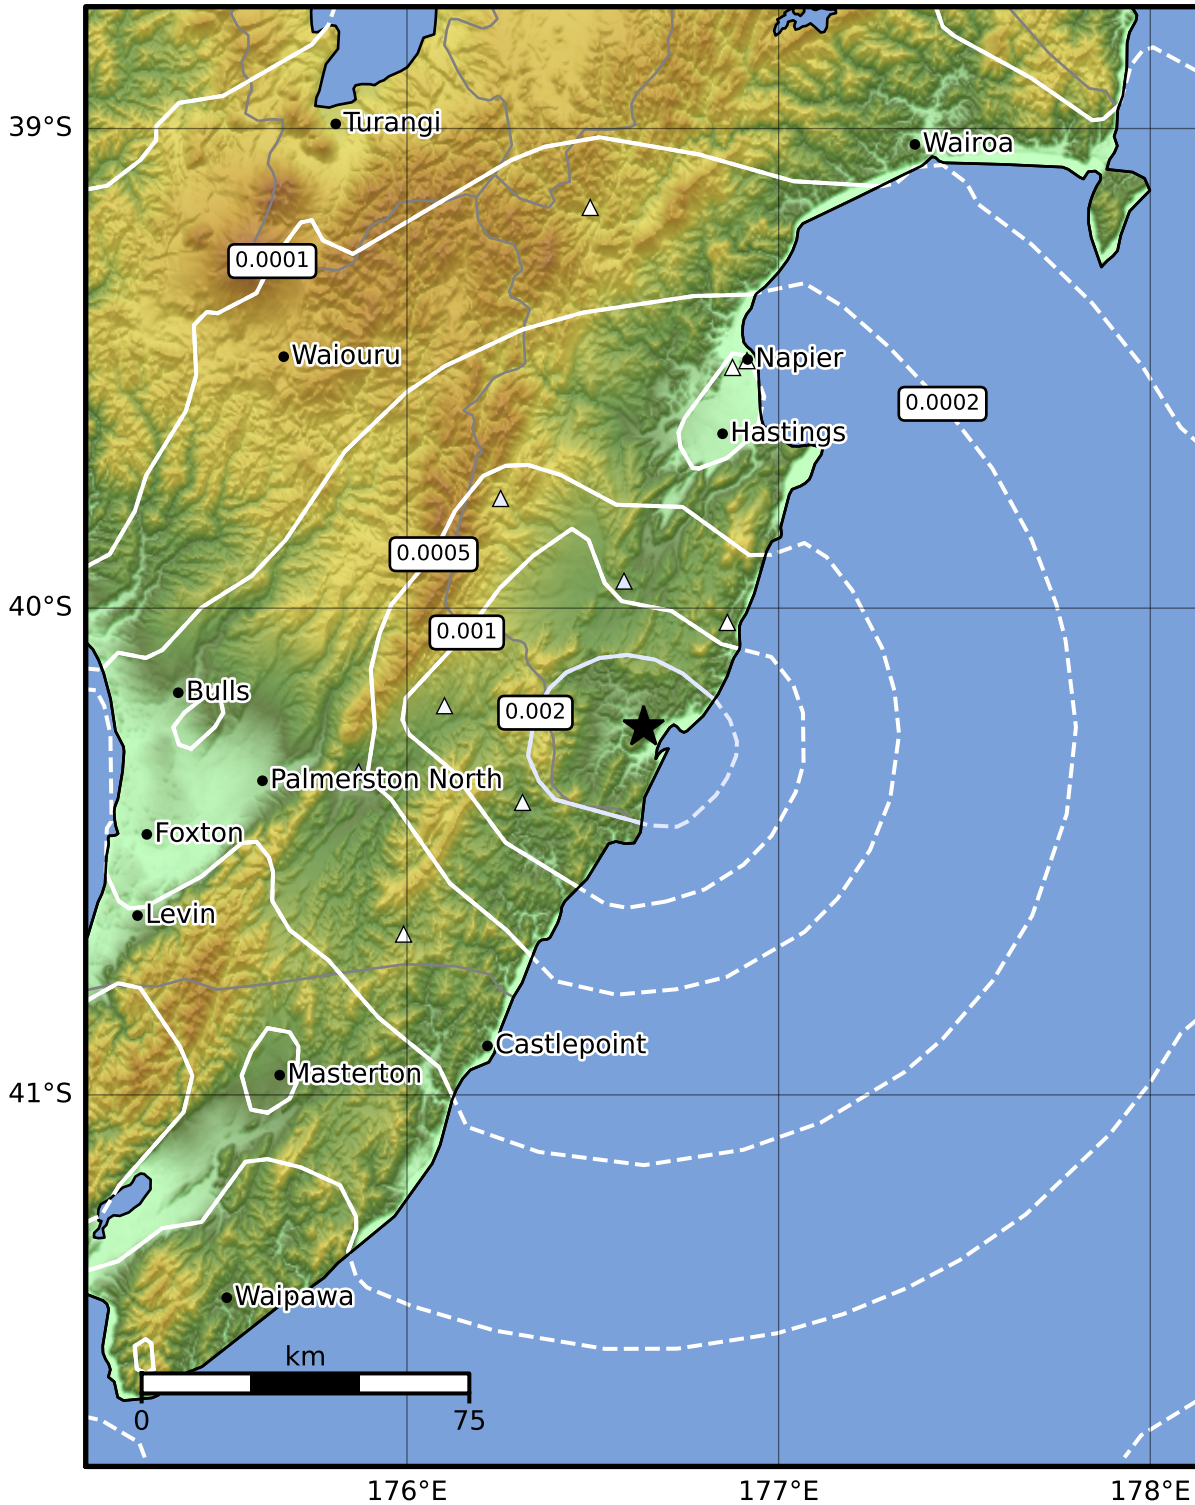 39°S
Turangi
Wairoa
0.0001
Waiouru
Napier
0.0002
Hastings
0.0005
40°S
0.001
Bulls
0.002
Palmerston North
Foxton
Levin
Castlepoint
Masterton
41°S
Waipawa
km
0 75
176°E 177°E 178°E